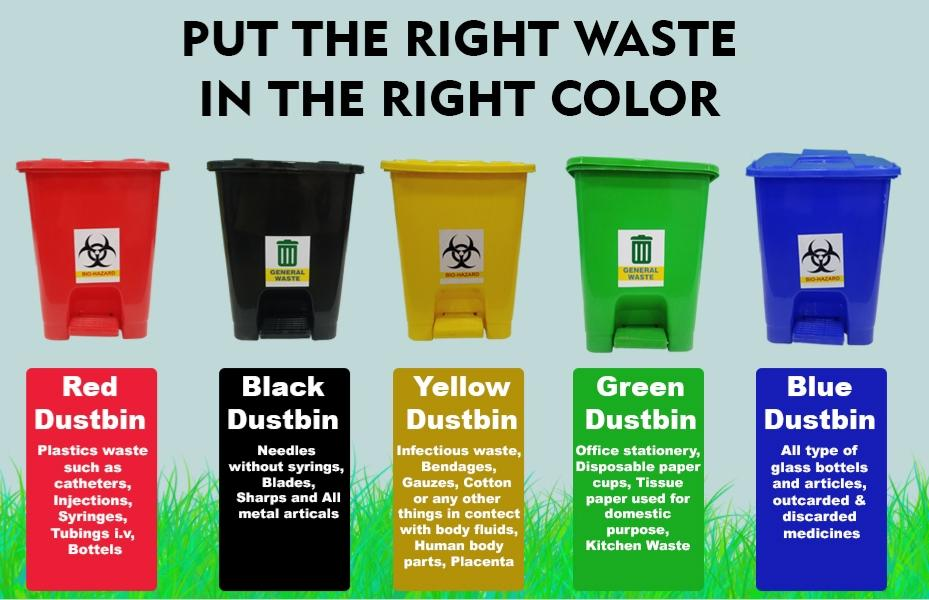 PUT THE RIGHT WASTE
IN THE RIGHT COLOR
BIO-HAZARD
GENERAL
WASTE
BIO-HAZARD
GENERAL
WASTE
BIO-HAZARD
Red
Dustbin
Plastics waste
such as
catheters,
Injections,
Syringes,
Tubings i.v,
Bottels
Black
Dustbin
Needles
without syrings,
Blades,
Sharps and All
metal articals
Yellow
Dustbin
Infectious waste,
Bendages,
Gauzes, Cotton
or any other
things in contect
with body fluids,
Human body
parts, Placenta
Green
Dustbin
Office stationery,
Disposable paper
cups, Tissue
paper used for
domestic
purpose,
Kitchen Waste
Blue
Dustbin
All type of
glass bottels
and articles,
outcarded &
discarded
medicines